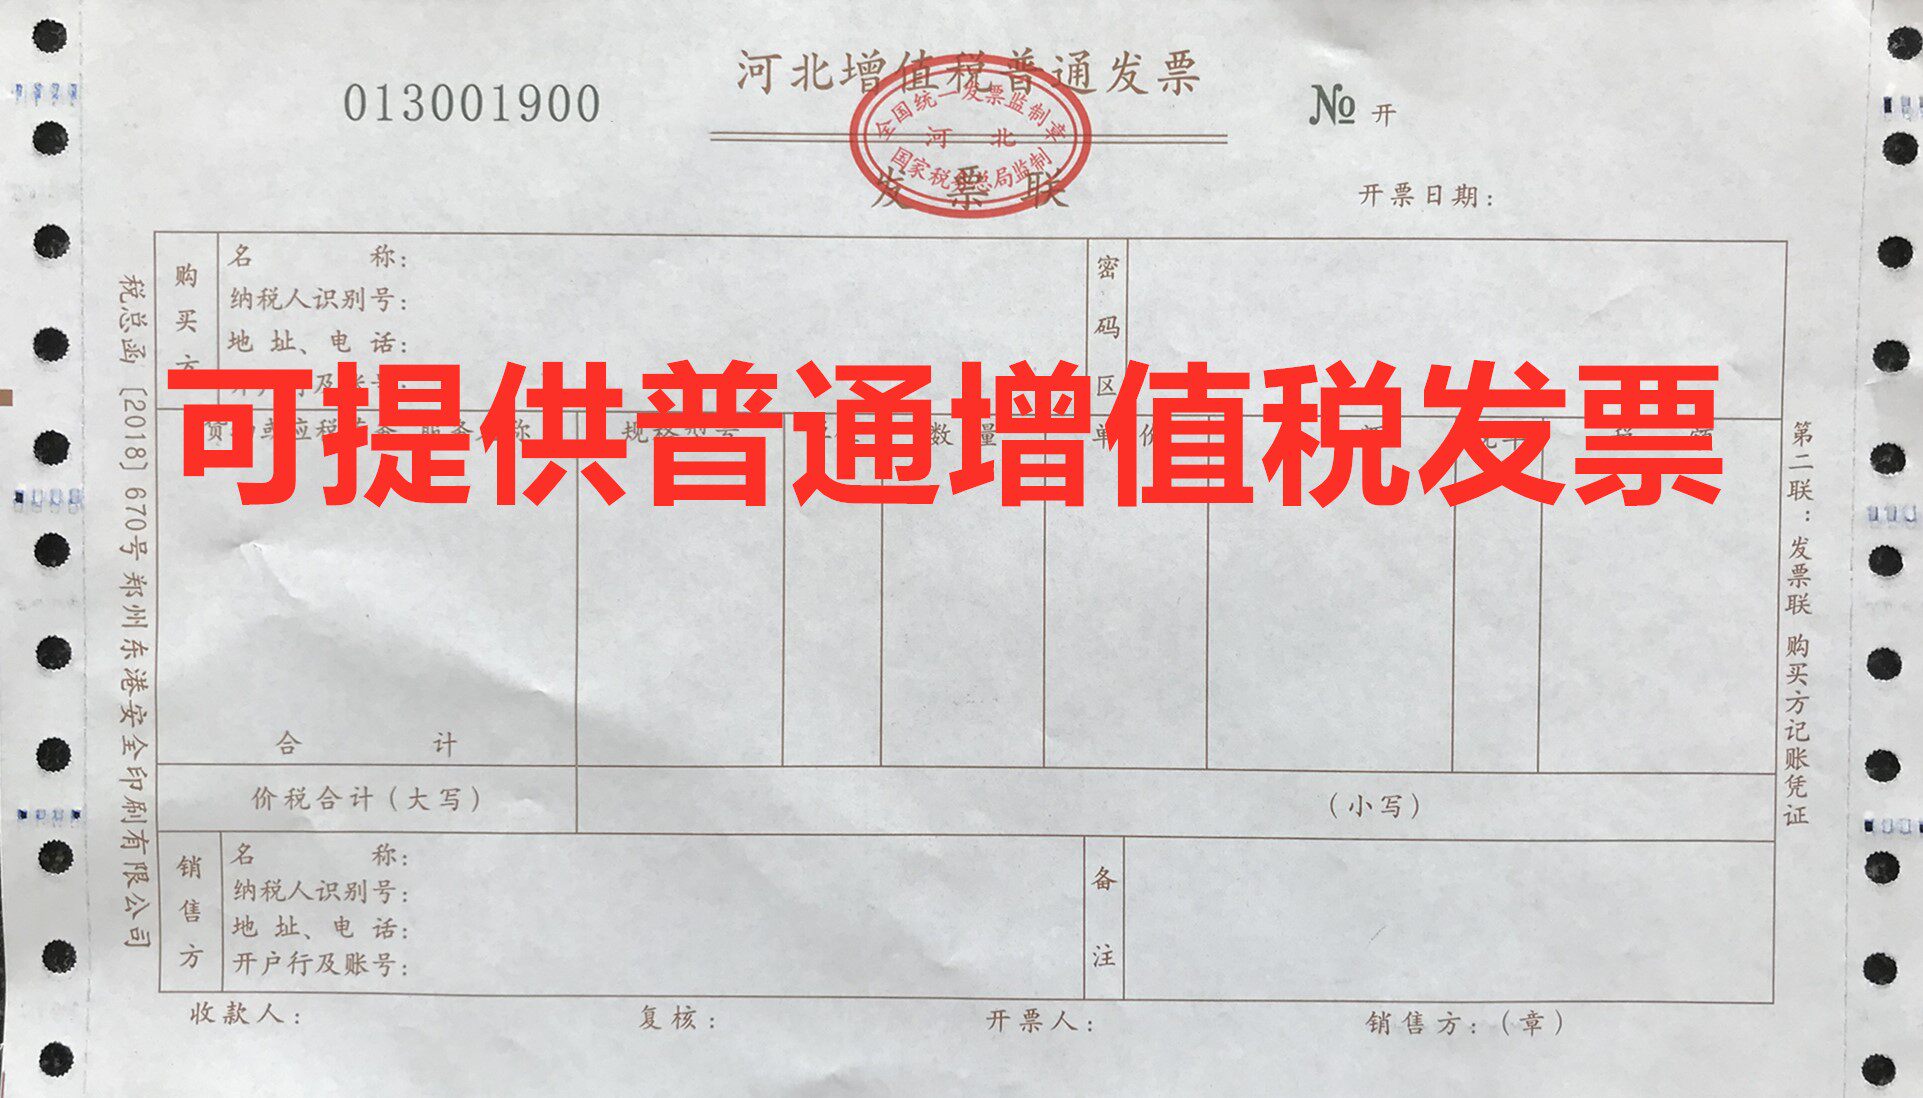 河北增值税普通发票
013001900
全国统一发票监制章
河 北
国家税务总局监制
发票联
№ 开
开票日期：
购买方
名 称：
纳税人识别号：
地 址、电 话：
密码区
可提供普通增值税发票
数 量
合 计
价税合计（大写）
（小写）
销售方
名 称：
纳税人识别号：
地 址、电 话：
开户行及账号：
备注
收款人：
复核：
开票人：
销售方：（章）
税总函〔2018〕670号郑州东港安全印刷有限公司
第二联：发票联 购买方记账凭证